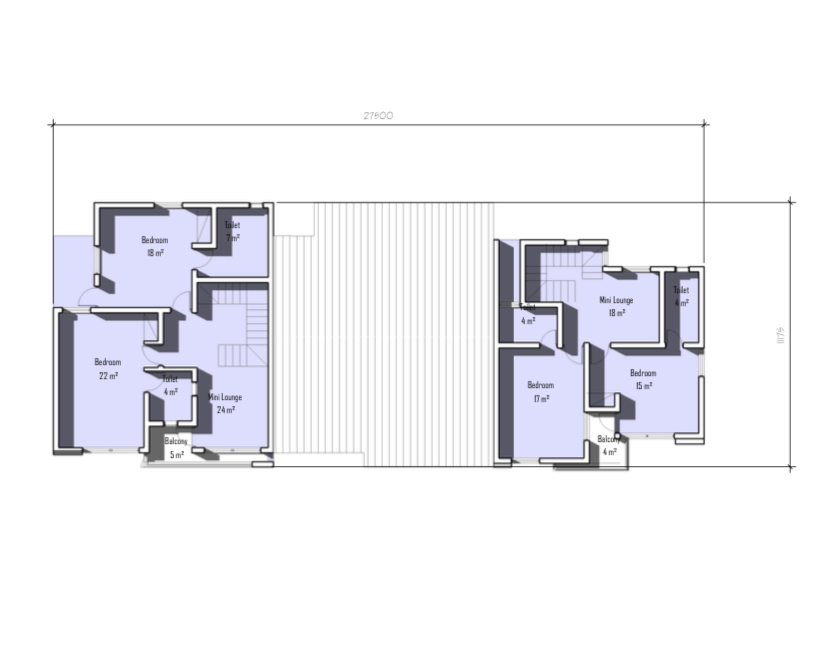 27900
Bedroom
18 m²
Toilet
7 m²
Bedroom
22 m²
Toilet
4 m²
Mini Lounge
24 m²
Balcony
5 m²
Toilet
4 m²
Mini Lounge
18 m²
Toilet
4 m²
Bedroom
17 m²
Bedroom
15 m²
Balcony
4 m²